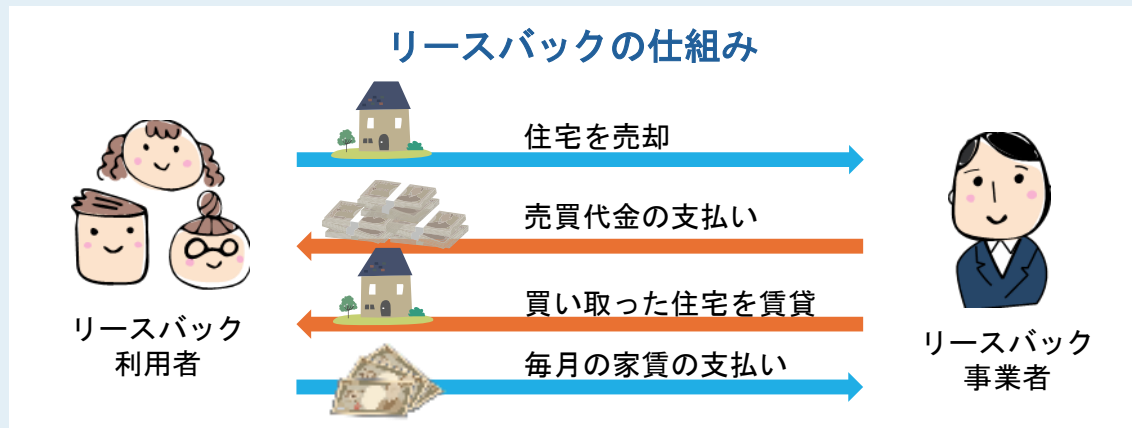 リースバックの仕組み
住宅を売却
売買代金の支払い
買い取った住宅を賃貸
毎月の家賃の支払い
リースバック
利用者
リースバック
事業者